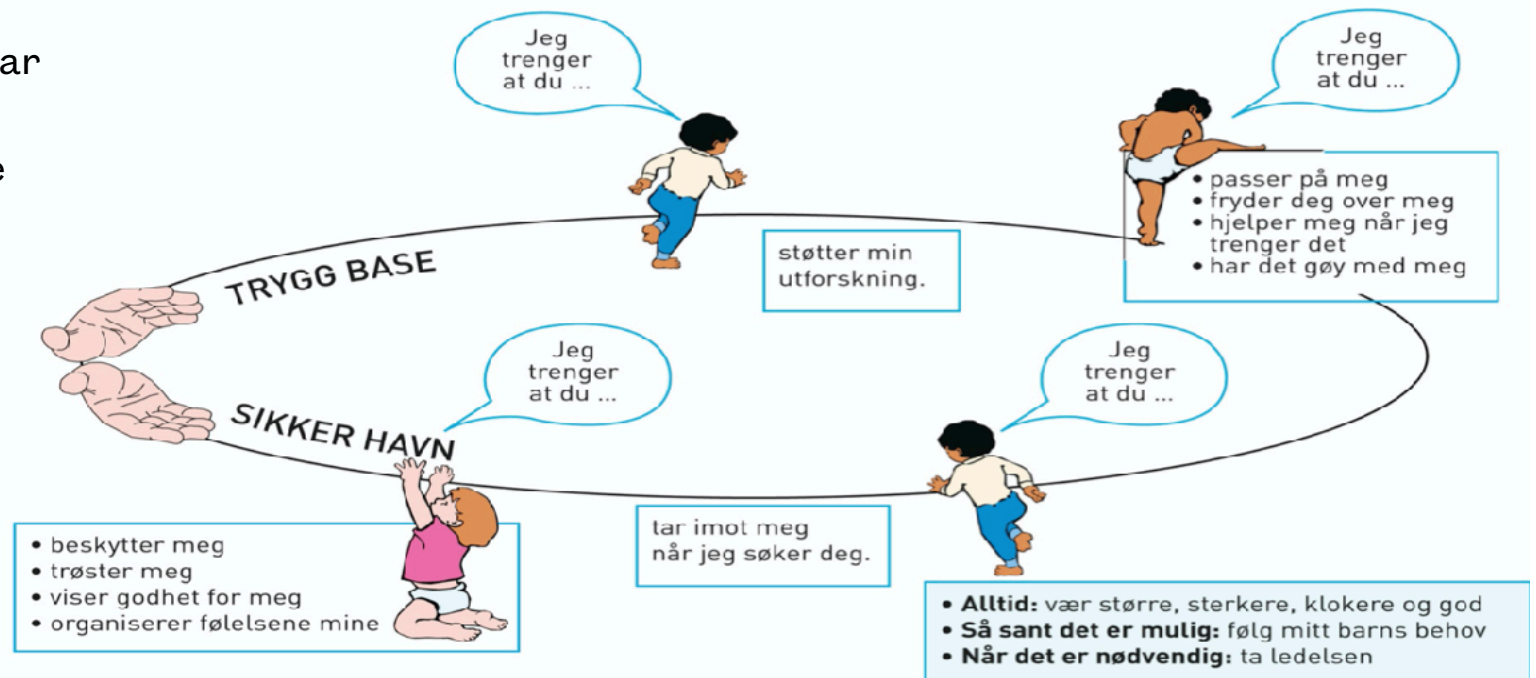 ar
e
Jeg
trenger
at du ...
Jeg
trenger
at du ...
• passer på meg
• fryder deg over meg
• hjelper meg når jeg
trenger det
• har det gøy med meg
støtter min
utforskning.
TRYGG BASE
SIKKER HAVN
Jeg
trenger
at du ...
Jeg
trenger
at du ...
• beskytter meg
• trøster meg
• viser godhet for meg
• organiserer følelsene mine
tar imot meg
når jeg søker deg.
• Alltid: vær større, sterkere, klokere og god
• Så sant det er mulig: følg mitt barns behov
• Når det er nødvendig: ta ledelsen